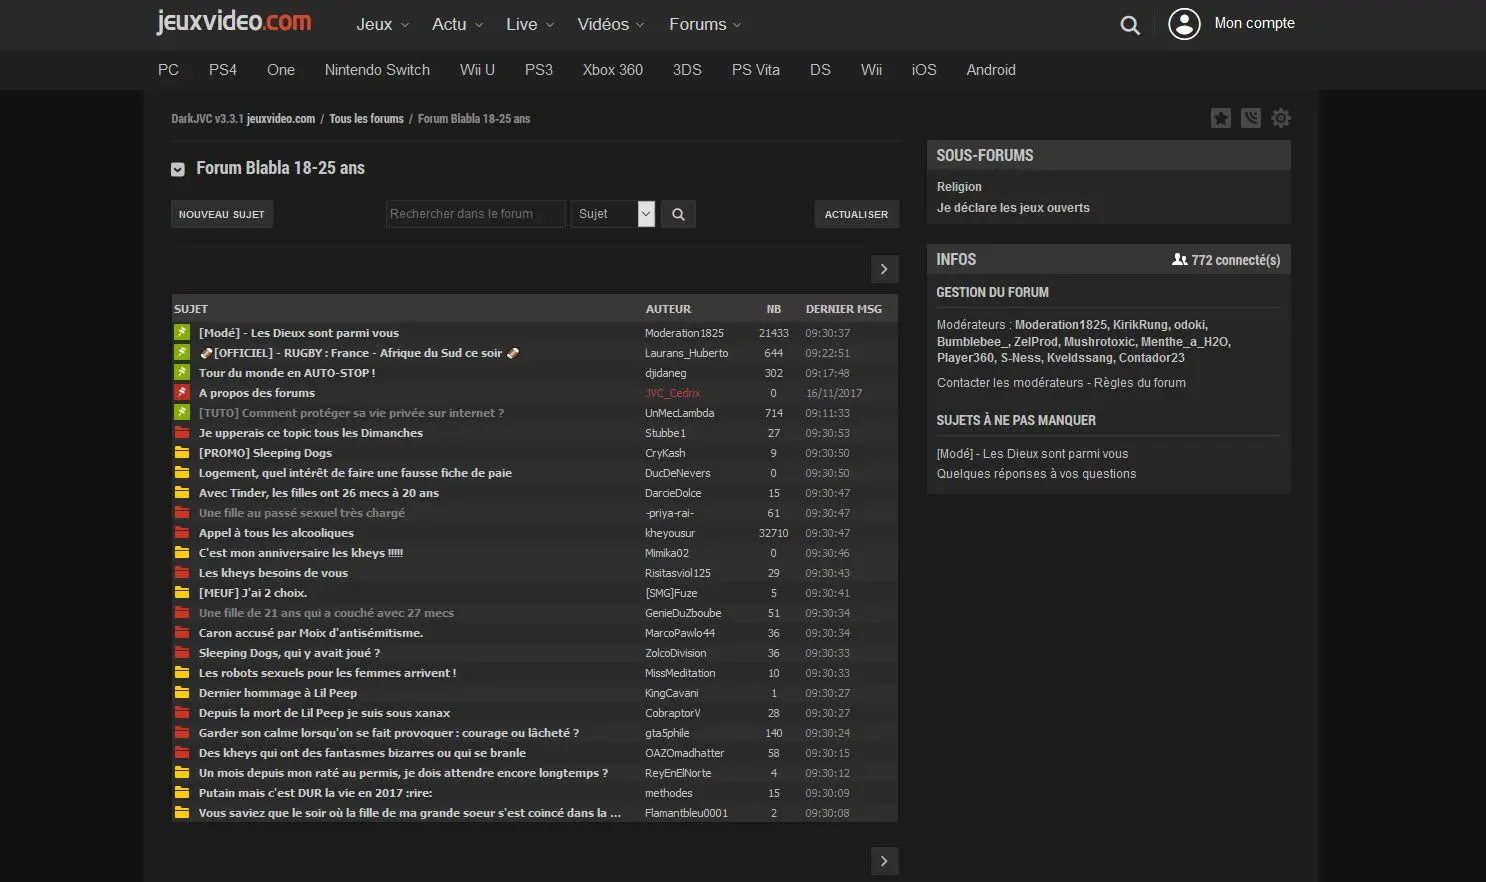 jeuxvideo.com Jeux Actu Live Vidéos Forums Mon compte
PC PS4 One Nintendo Switch Wii U PS3 Xbox 360 3DS PS Vita DS Wii iOS Android
DarkJVC v3.3.1 jeuxvideo.com / Tous les forums / Forum Blabla 18-25 ans
Forum Blabla 18-25 ans
NOUVEAU SUJET Rechercher dans le forum Sujet ACTUALISER
SUJET AUTEUR NB DERNIER MSG
[Modé] - Les Dieux sont parmi vous Moderation1825 21433 09:30:37
🏈[OFFICIEL] - RUGBY : France - Afrique du Sud ce soir 🏈 Laurans_Huberto 644 09:22:51
Tour du monde en AUTO-STOP ! djidaneg 302 09:17:48
A propos des forums JVC_Cedrix 0 16/11/2017
[TUTO] Comment protéger sa vie privée sur internet ? UnMecLambda 714 09:11:33
Je upperais ce topic tous les Dimanches Stubbe1 27 09:30:53
[PROMO] Sleeping Dogs CryKash 9 09:30:50
Logement, quel intérêt de faire une fausse fiche de paie DucDeNevers 0 09:30:50
Avec Tinder, les filles ont 26 mecs à 20 ans DarcieDolce 15 09:30:47
Une fille au passé sexuel très chargé -priya-rai- 61 09:30:47
Appel à tous les alcooliques kheyousur 32710 09:30:47
C'est mon anniversaire les kheys !!!!! Mimika02 0 09:30:46
Les kheys besoins de vous Risitasviol125 29 09:30:43
[MEUF] J'ai 2 choix. [SMG]Fuze 5 09:30:41
Une fille de 21 ans qui a couché avec 27 mecs GenieDuZboube 51 09:30:34
Caron accusé par Moix d'antisémitisme. MarcoPawlo44 36 09:30:34
Sleeping Dogs, qui y avait joué ? ZolcoDivision 36 09:30:33
Les robots sexuels pour les femmes arrivent ! MissMeditation 10 09:30:33
Dernier hommage à Lil Peep KingCavani 1 09:30:27
Depuis la mort de Lil Peep je suis sous xanax CobraptorV 28 09:30:27
Garder son calme lorsqu'on se fait provoquer : courage ou lâcheté ? gta5phile 140 09:30:24
Des kheys qui ont des fantasmes bizarres ou qui se branle OAZOmadhatter 58 09:30:15
Un mois depuis mon raté au permis, je dois attendre encore longtemps ? ReyEnElNorte 4 09:30:12
Putain mais c'est DUR la vie en 2017 :rire: methodes 15 09:30:09
Vous saviez que le soir où la fille de ma grande soeur s'est coincé dans la ... Flamantbleu0001 2 09:30:08
SOUS-FORUMS
Religion
Je déclare les jeux ouverts
INFOS 772 connecté(s)
GESTION DU FORUM
Modérateurs : Moderation1825, KirikRung, odoki,
Bumblebee_, ZelProd, Mushrotoxic, Menthe_a_H2O,
Player360, S-Ness, Kveldssang, Contador23
Contacter les modérateurs - Règles du forum
SUJETS À NE PAS MANQUER
[Modé] - Les Dieux sont parmi vous
Quelques réponses à vos questions